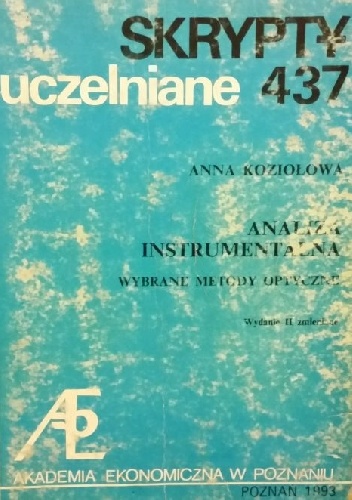 SKRYPTY
uczelniane 437
ANNA KOZIOŁOWA
ANALIZA
INSTRUMENTALNA
WYBRANE METODY OPTYCZNE
Wydanie II zmienione
AE
AKADEMIA EKONOMICZNA W POZNANIU
POZNAŃ 1993